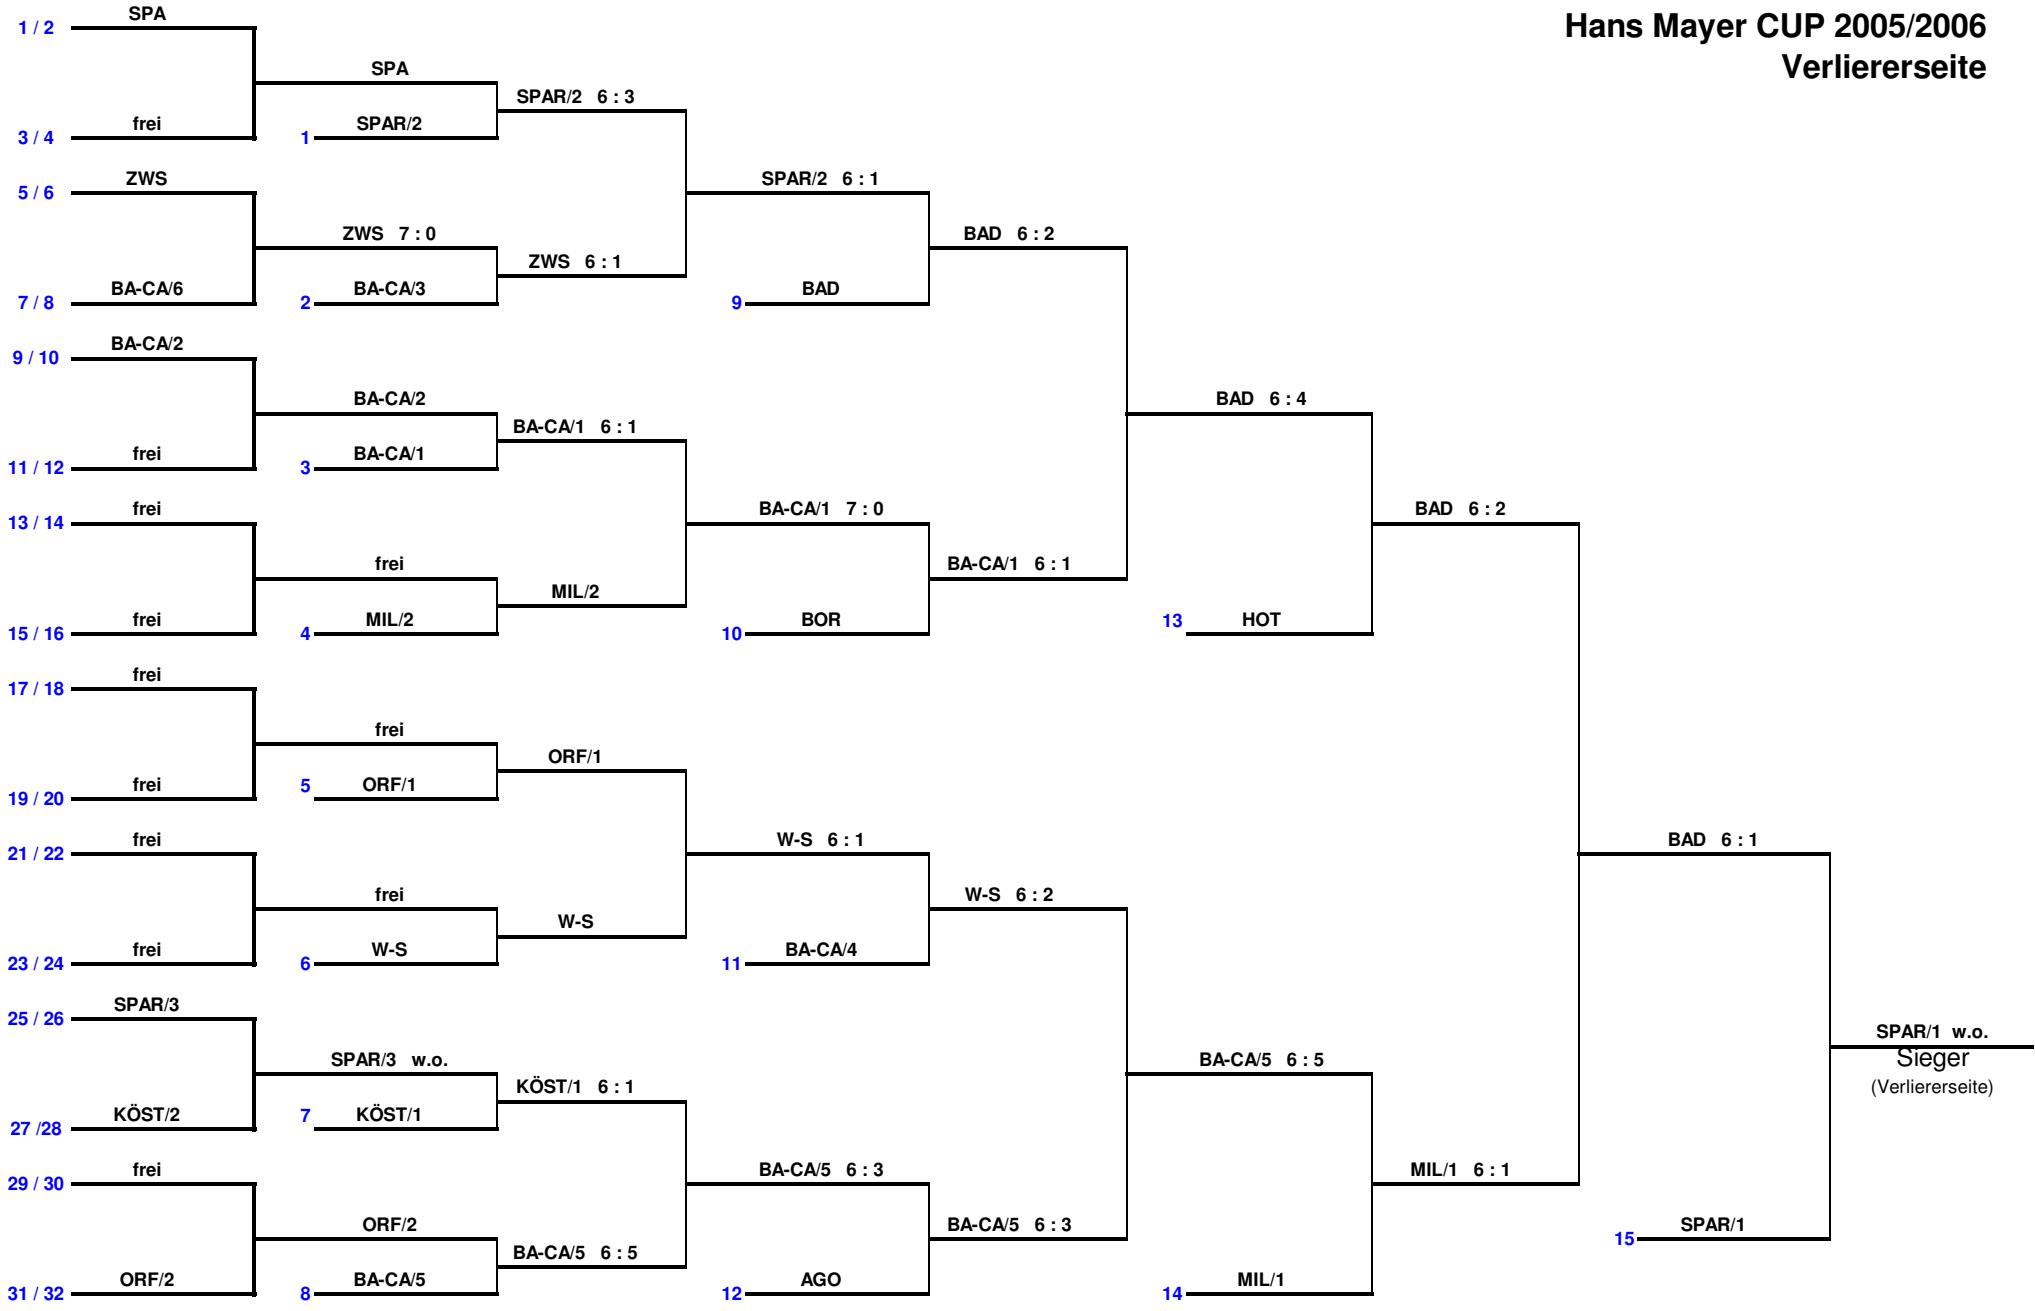 Hans Mayer CUP 2005/2006
Verliererseite
SPA
1 / 2
SPA
SPAR/2 6 : 3
frei
SPAR/2
3 / 4
1
ZWS
SPAR/2 6 : 1
5 / 6
ZWS 7 : 0
BAD 6 : 2
ZWS 6 : 1
BA-CA/6
BA-CA/3
BAD
7 / 8
2
9
BA-CA/2
9 / 10
BA-CA/2
BAD 6 : 4
BA-CA/1 6 : 1
frei
BA-CA/1
11 / 12
3
frei
BA-CA/1 7 : 0
BAD 6 : 2
13 / 14
frei
BA-CA/1 6 : 1
MIL/2
frei
MIL/2
BOR
HOT
15 / 16
4
10
13
frei
17 / 18
frei
ORF/1
frei
ORF/1
19 / 20
5
frei
W-S 6 : 1
BAD 6 : 1
21 / 22
frei
W-S 6 : 2
W-S
frei
W-S
BA-CA/4
23 / 24
6
11
SPAR/3
25 / 26
SPAR/1 w.o.
Sieger
(Verliererseite)
SPAR/3 w.o.
BA-CA/5 6 : 5
KÖST/1 6 : 1
KÖST/2
KÖST/1
27 /28
7
frei
BA-CA/5 6 : 3
MIL/1 6 : 1
29 / 30
ORF/2
BA-CA/5 6 : 3
SPAR/1
15
BA-CA/5 6 : 5
ORF/2
BA-CA/5
AGO
MIL/1
31 / 32
8
12
14